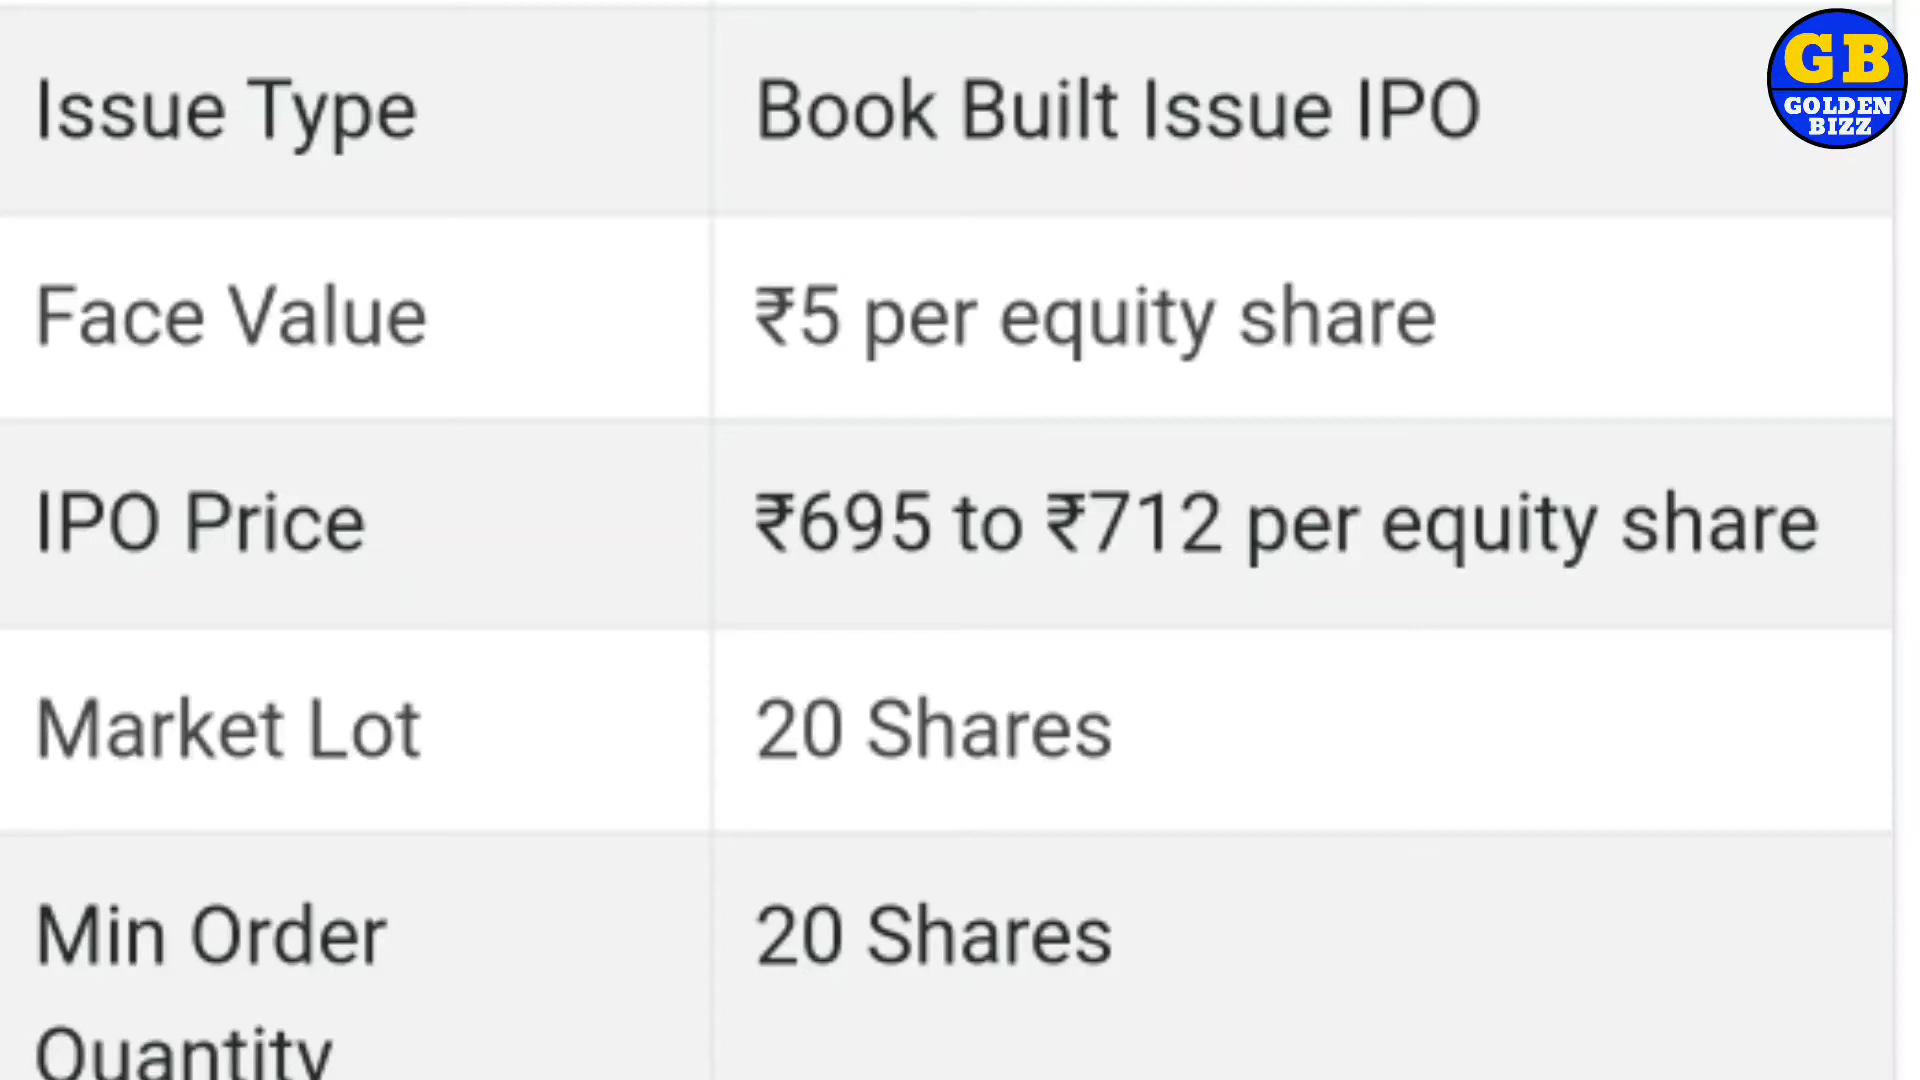 Issue Type Book Built Issue IPO
Face Value ₹5 per equity share
IPO Price ₹695 to ₹712 per equity share
Market Lot 20 Shares
Min Order 20 Shares
Quantity
GB
GOLDEN
BIZZ